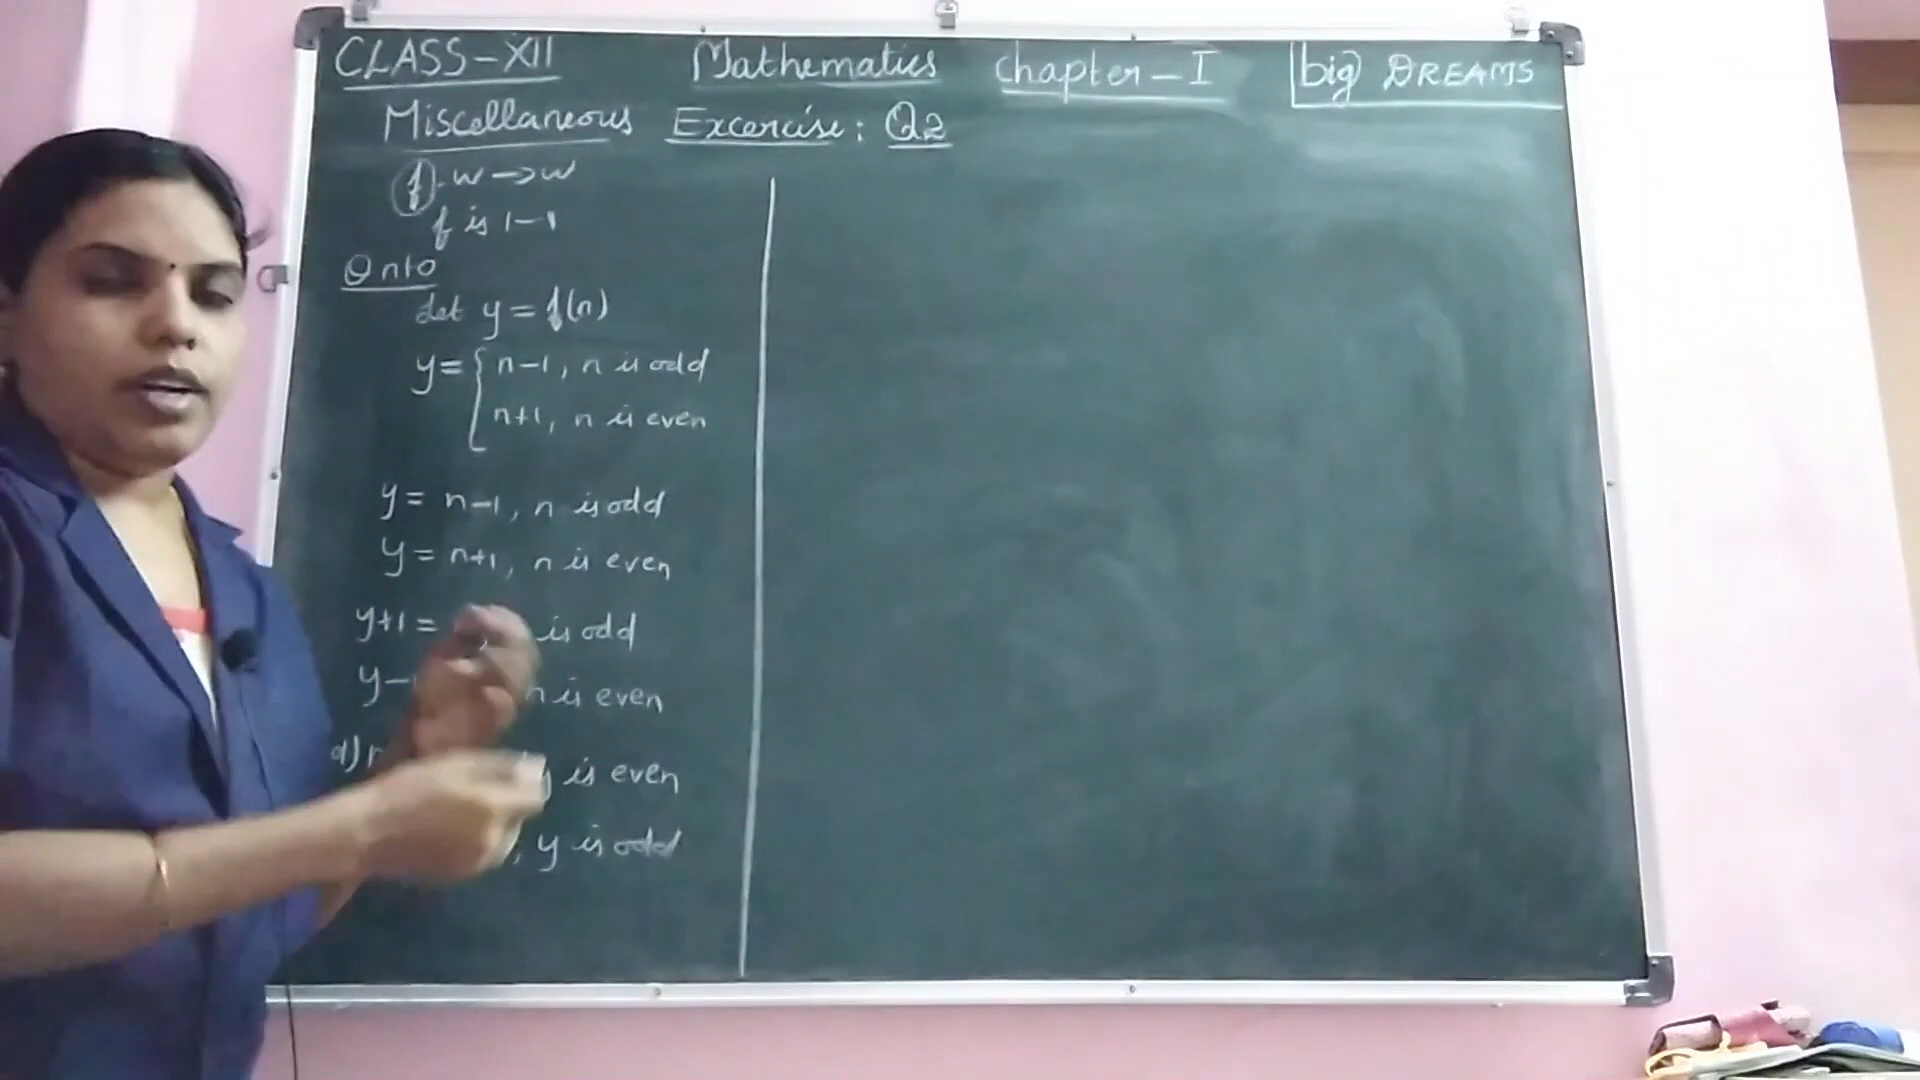 CLASS-XII Mathematics Chapter-I big DREAMS
Miscellaneous Excercise: Q2
f: W→W
f is 1-1
Onto
Let y = f(n)
y = { n-1, n is odd
n+1, n is even
y = n-1, n is odd
y = n+1, n is even
y+1 = is odd
y- n is even
y is even
, y is odd